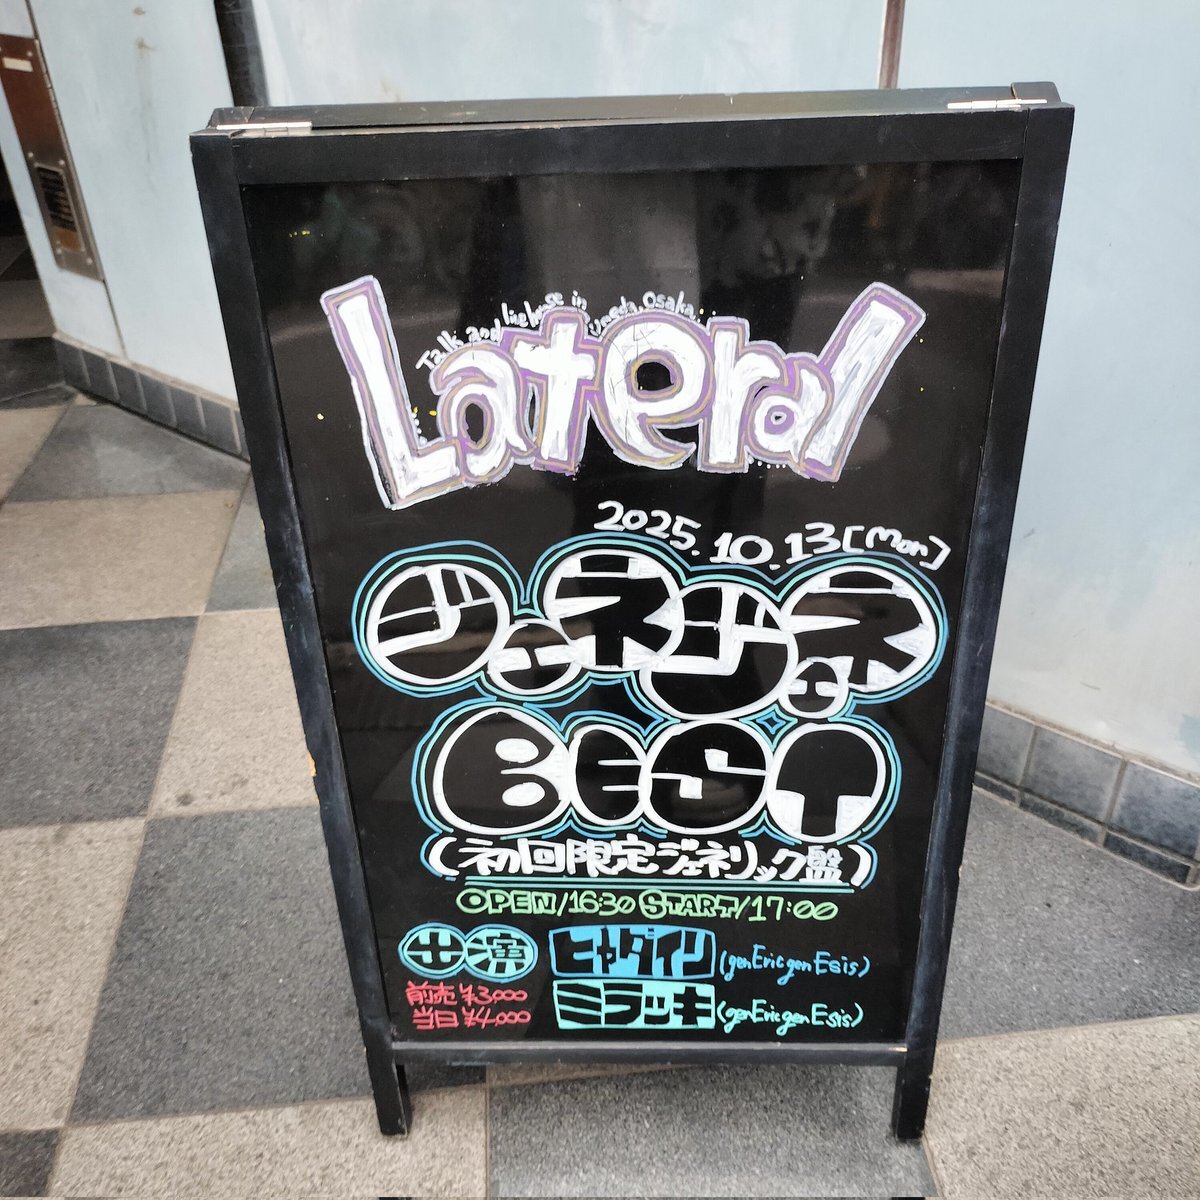 Talk and live house in Umeda, Osaka...
Lateral
2025.10.13[Mon]
ジェネジェネ
BEST
(初回限定ジェネリック盤)
OPEN/16:30 START/17:00
出演 ヒャダイン(genEric genEsis)
ミラッキ(genEric genEsis)
前売¥3,000
当日¥4,000